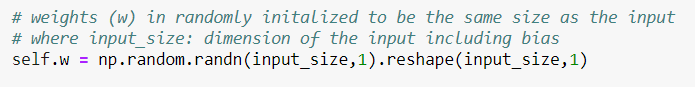 # weights (w) in randomly initalized to be the same size as the input
# where input_size: dimension of the input including bias
self.w = np.random.randn(input_size,1).reshape(input_size,1)